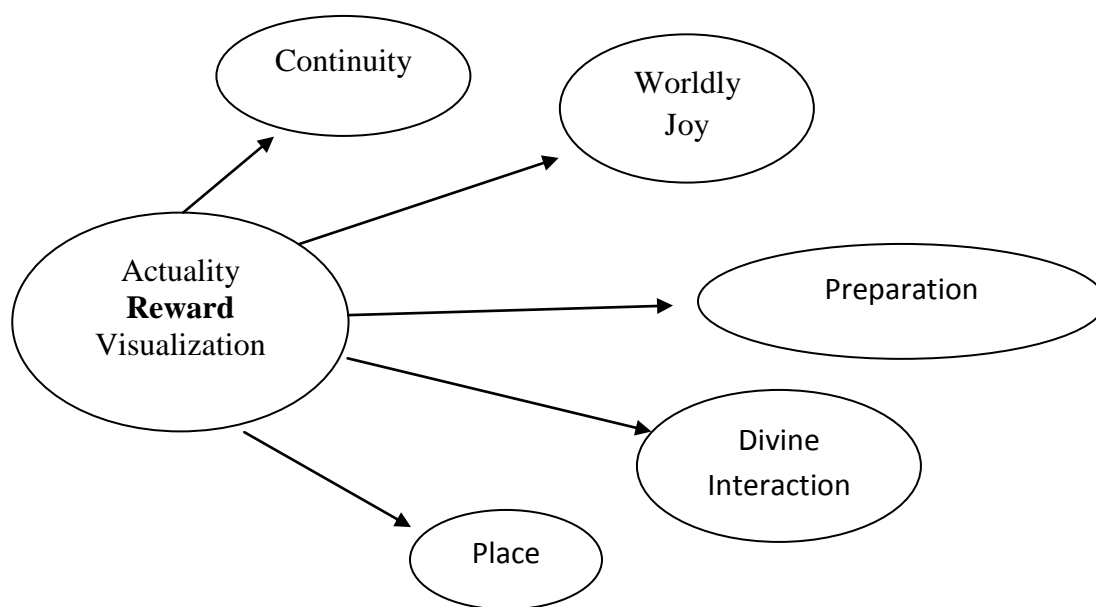 Continuity
Worldly
Joy
Actuality
Reward
Visualization
Preparation
Divine
Interaction
Place